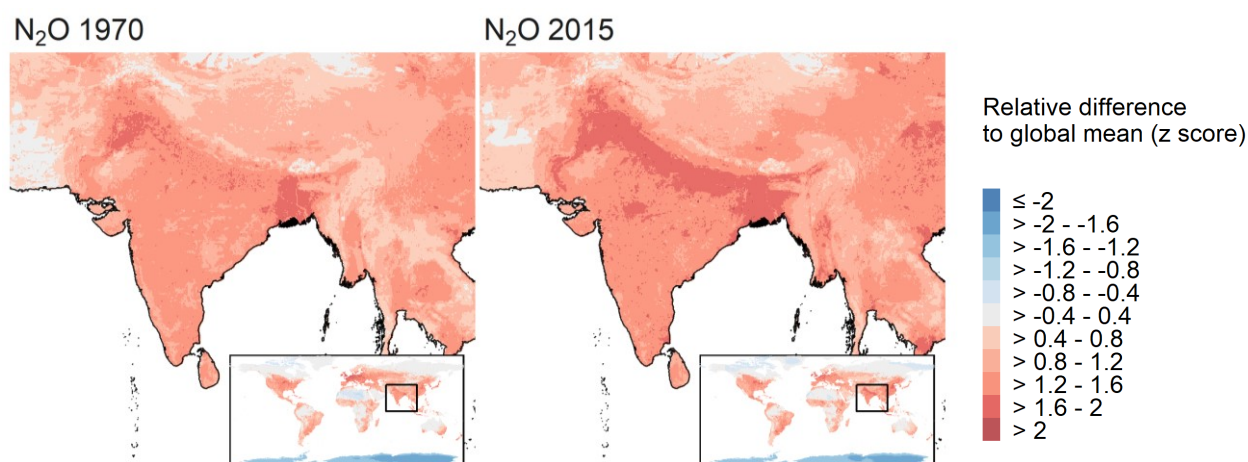 N₂O 1970
N₂O 2015
Relative difference
to global mean (z score)
≤ -2
> -2 - -1.6
> -1.6 - -1.2
> -1.2 - -0.8
> -0.8 - -0.4
> -0.4 - 0.4
> 0.4 - 0.8
> 0.8 - 1.2
> 1.2 - 1.6
> 1.6 - 2
> 2